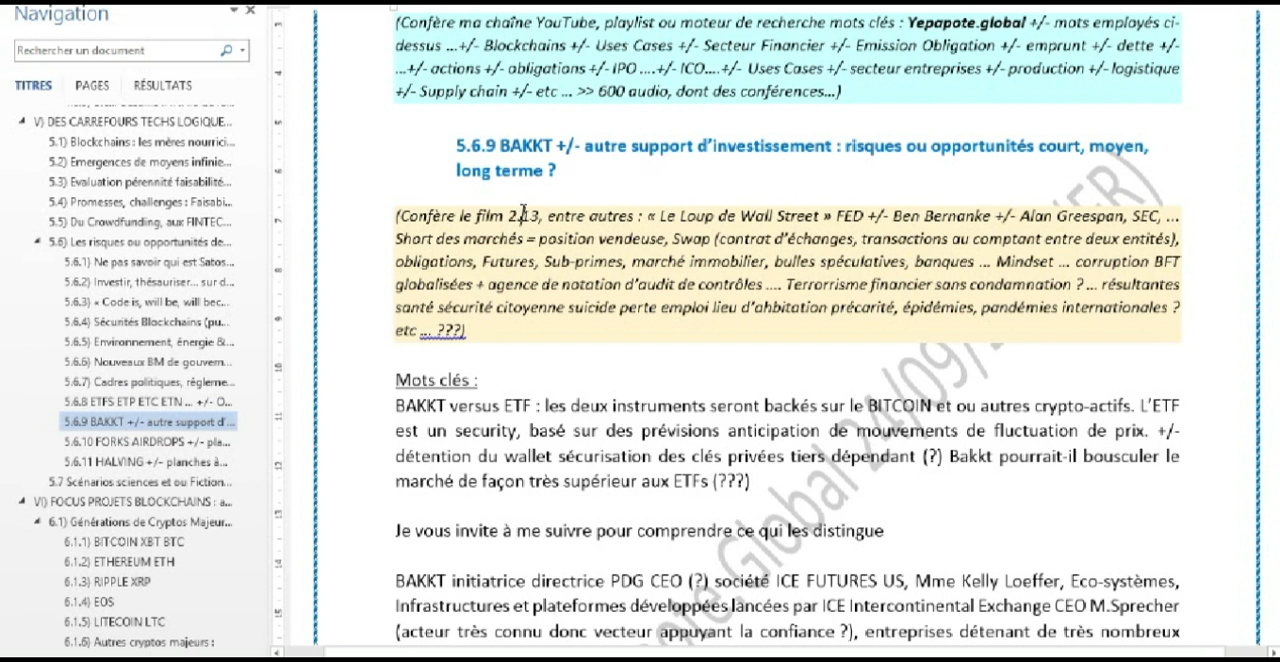 Navigation
Rechercher un document
TITRES PAGES RÉSULTATS
V) DES CARREFOURS TECHS LOGIQUE...
5.1) Blockchains : les mères nourrici...
5.2) Emergences de moyens infinie...
5.3) Evaluation pérennité faisabilité...
5.4) Promesses, challenges : Faisabi...
5.5) Du Crowdfunding, aux FINTEC...
5.6) Les risques ou opportunités de...
5.6.1) Ne pas savoir qui est Satos...
5.6.2) Investir, thésauriser... sur d...
5.6.3) « Code is, will be, will bec...
5.6.4) Sécurités Blockchains (pu...
5.6.5) Environnement, énergie &...
5.6.6) Nouveaux BM de gouvern...
5.6.7) Cadres politiques, régleme...
5.6.8 ETFS ETP ETC ETN ... +/- O...
5.6.9 BAKKT +/- autre support d'...
5.6.10 FORKS AIRDROPS +/- pla...
5.6.11 HALVING +/- planches à...
5.7 Scénarios sciences et ou Fiction...
VI) FOCUS PROJETS BLOCKCHAINS : a...
6.1) Générations de Cryptos Majeur...
6.1.1) BITCOIN XBT BTC
6.1.2) ETHEREUM ETH
6.1.3) RIPPLE XRP
6.1.4) EOS
6.1.5) LITECOIN LTC
6.1.6) Autres cryptos majeurs :
(Confère ma chaîne YouTube, playlist ou moteur de recherche mots clés : Yepapote.global +/- mots employés ci-
dessus ...+/- Blockchains +/- Uses Cases +/- Secteur Financier +/- Emission Obligation +/- emprunt +/- dette +/-
...+/- actions +/- obligations +/- IPO ....+/- ICO....+/- Uses Cases +/- secteur entreprises +/- production +/- logistique
+/- Supply chain +/- etc ... >> 600 audio, dont des conférences...)
5.6.9 BAKKT +/- autre support d'investissement : risques ou opportunités court, moyen,
long terme ?
(Confère le film 2.13, entre autres : « Le Loup de Wall Street » FED +/- Ben Bernanke +/- Alan Greespan, SEC, ...
Short des marchés = position vendeuse, Swap (contrat d'échanges, transactions au comptant entre deux entités),
obligations, Futures, Sub-primes, marché immobilier, bulles spéculatives, banques ... Mindset ... corruption BFT
globalisées + agence de notation d'audit de contrôles .... Terrorrisme financier sans condamnation ? ... résultantes
santé sécurité citoyenne suicide perte emploi lieu d'ahbitation précarité, épidémies, pandémies internationales ?
etc ... ???)
Mots clés :
BAKKT versus ETF : les deux instruments seront backés sur le BITCOIN et ou autres crypto-actifs. L'ETF
est un security, basé sur des prévisions anticipation de mouvements de fluctuation de prix. +/-
détention du wallet sécurisation des clés privées tiers dépendant (?) Bakkt pourrait-il bousculer le
marché de façon très supérieur aux ETFs (???)
Je vous invite à me suivre pour comprendre ce qui les distingue
BAKKT initiatrice directrice PDG CEO (?) société ICE FUTURES US, Mme Kelly Loeffer, Eco-systèmes,
Infrastructures et plateformes développées lancées par ICE Intercontinental Exchange CEO M.Sprecher
(acteur très connu donc vecteur appuyant la confiance ?), entreprises détenant de très nombreux